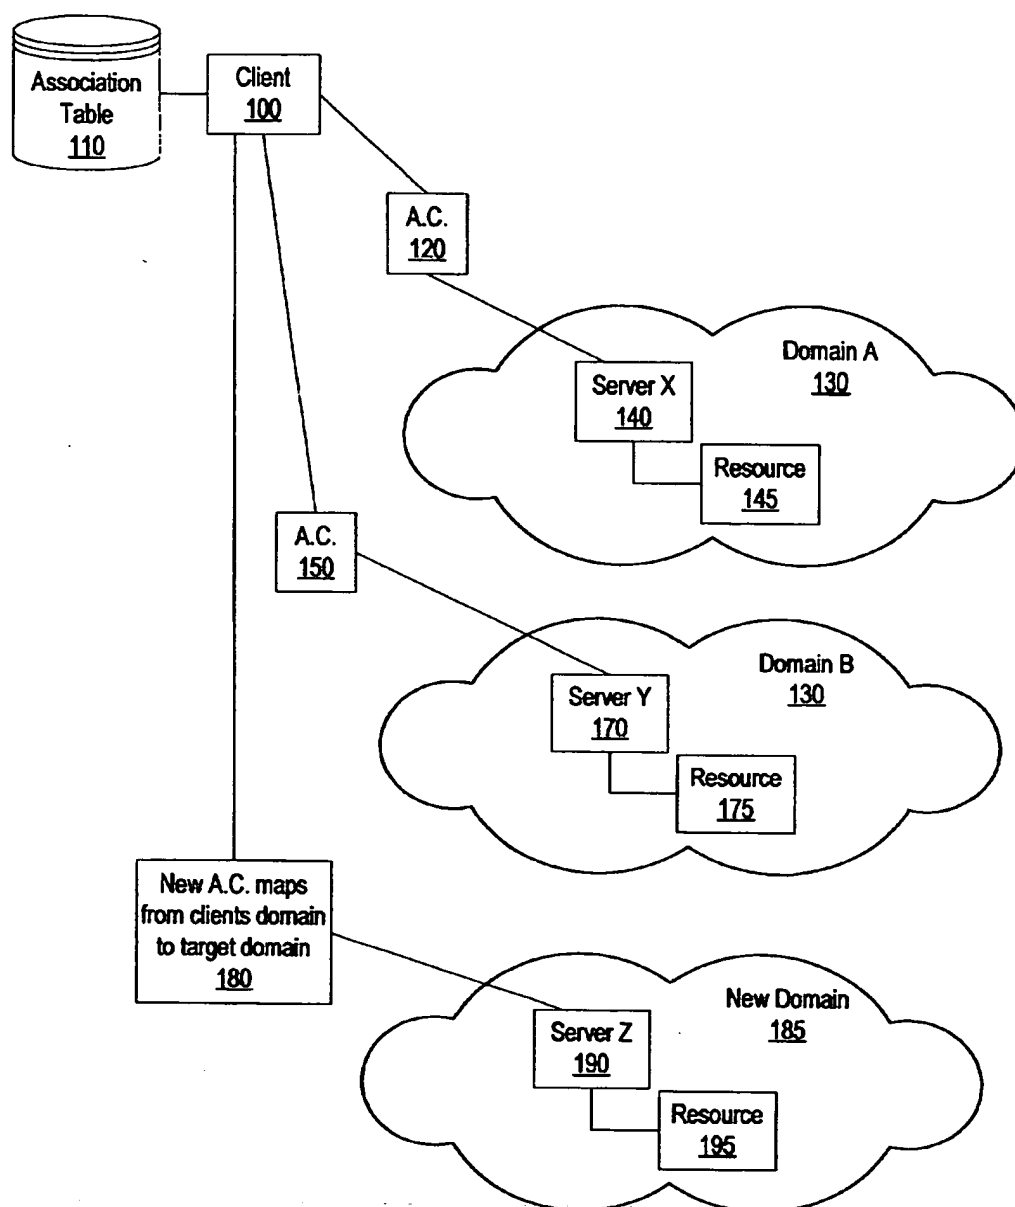 Association
Table
110
Client
100
A.C.
120
Domain A
130
Server X
140
Resource
145
A.C.
150
Domain B
130
Server Y
170
Resource
175
New A.C. maps
from clients domain
to target domain
180
New Domain
185
Server Z
190
Resource
195